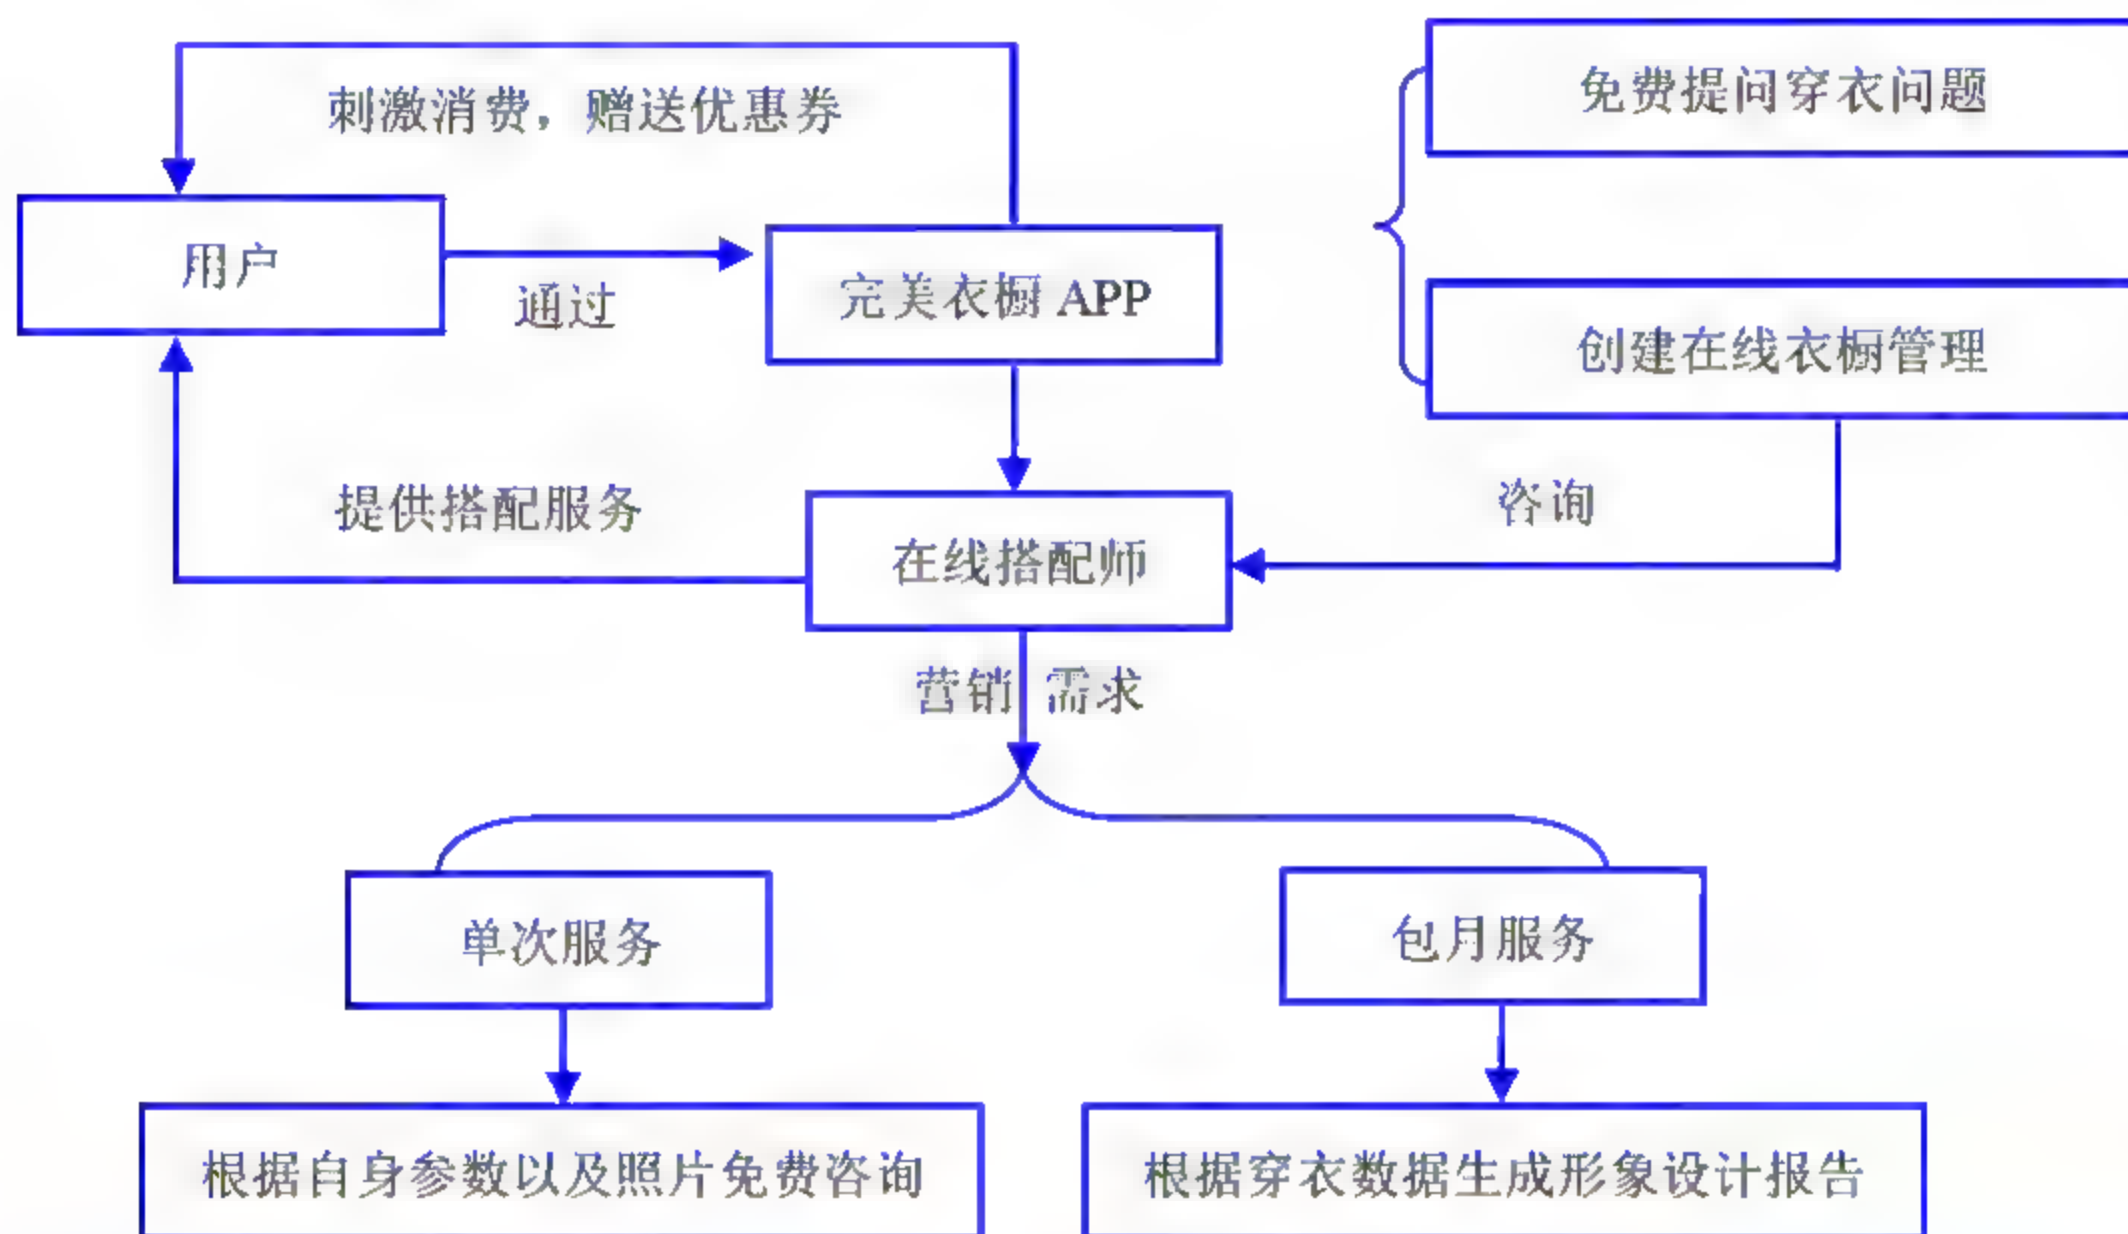 刺激消费，赠送优惠券
免费提问穿衣问题
用户
通过
完美衣橱 APP
创建在线衣橱管理
提供搭配服务
咨询
在线搭配师
营销 需求
单次服务
包月服务
根据自身参数以及照片免费咨询
根据穿衣数据生成形象设计报告